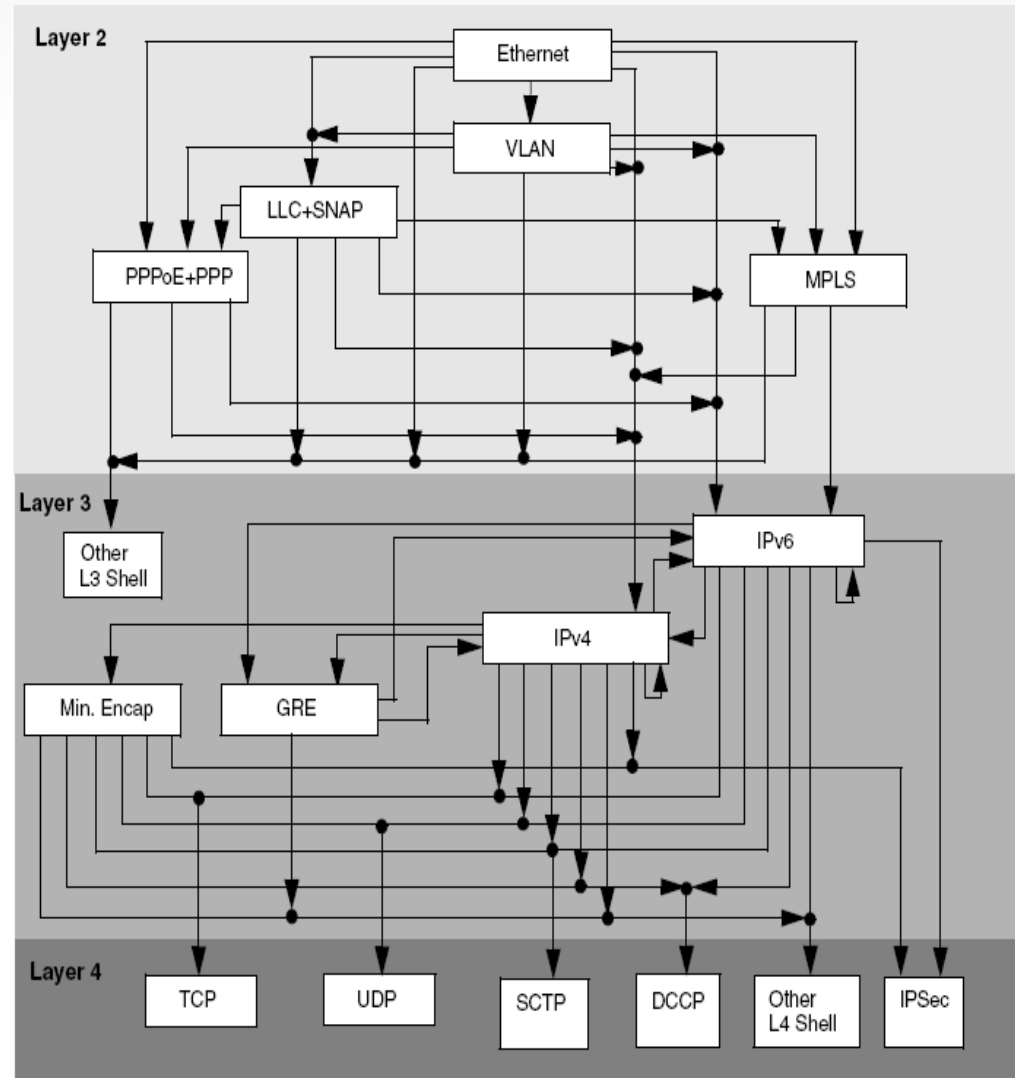 Layer 2
Ethernet
VLAN
LLC+SNAP
PPPoE+PPP
MPLS
Layer 3
Other
L3 Shell
IPv6
IPv4
Min. Encap
GRE
Layer 4
TCP
UDP
SCTP
DCCP
Other
L4 Shell
IPSec